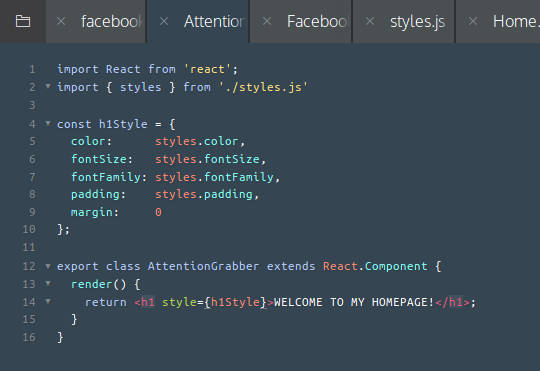 facebook Attention Facebook styles.js Home.
1 import React from 'react';
2 import { styles } from './styles.js'
3
4 const h1Style = {
5 color: styles.color,
6 fontSize: styles.fontSize,
7 fontFamily: styles.fontFamily,
8 padding: styles.padding,
9 margin: 0
10 };
11
12 export class AttentionGrabber extends React.Component {
13 render() {
14 return <h1 style={h1Style}>WELCOME TO MY HOMEPAGE!</h1>;
15 }
16 }